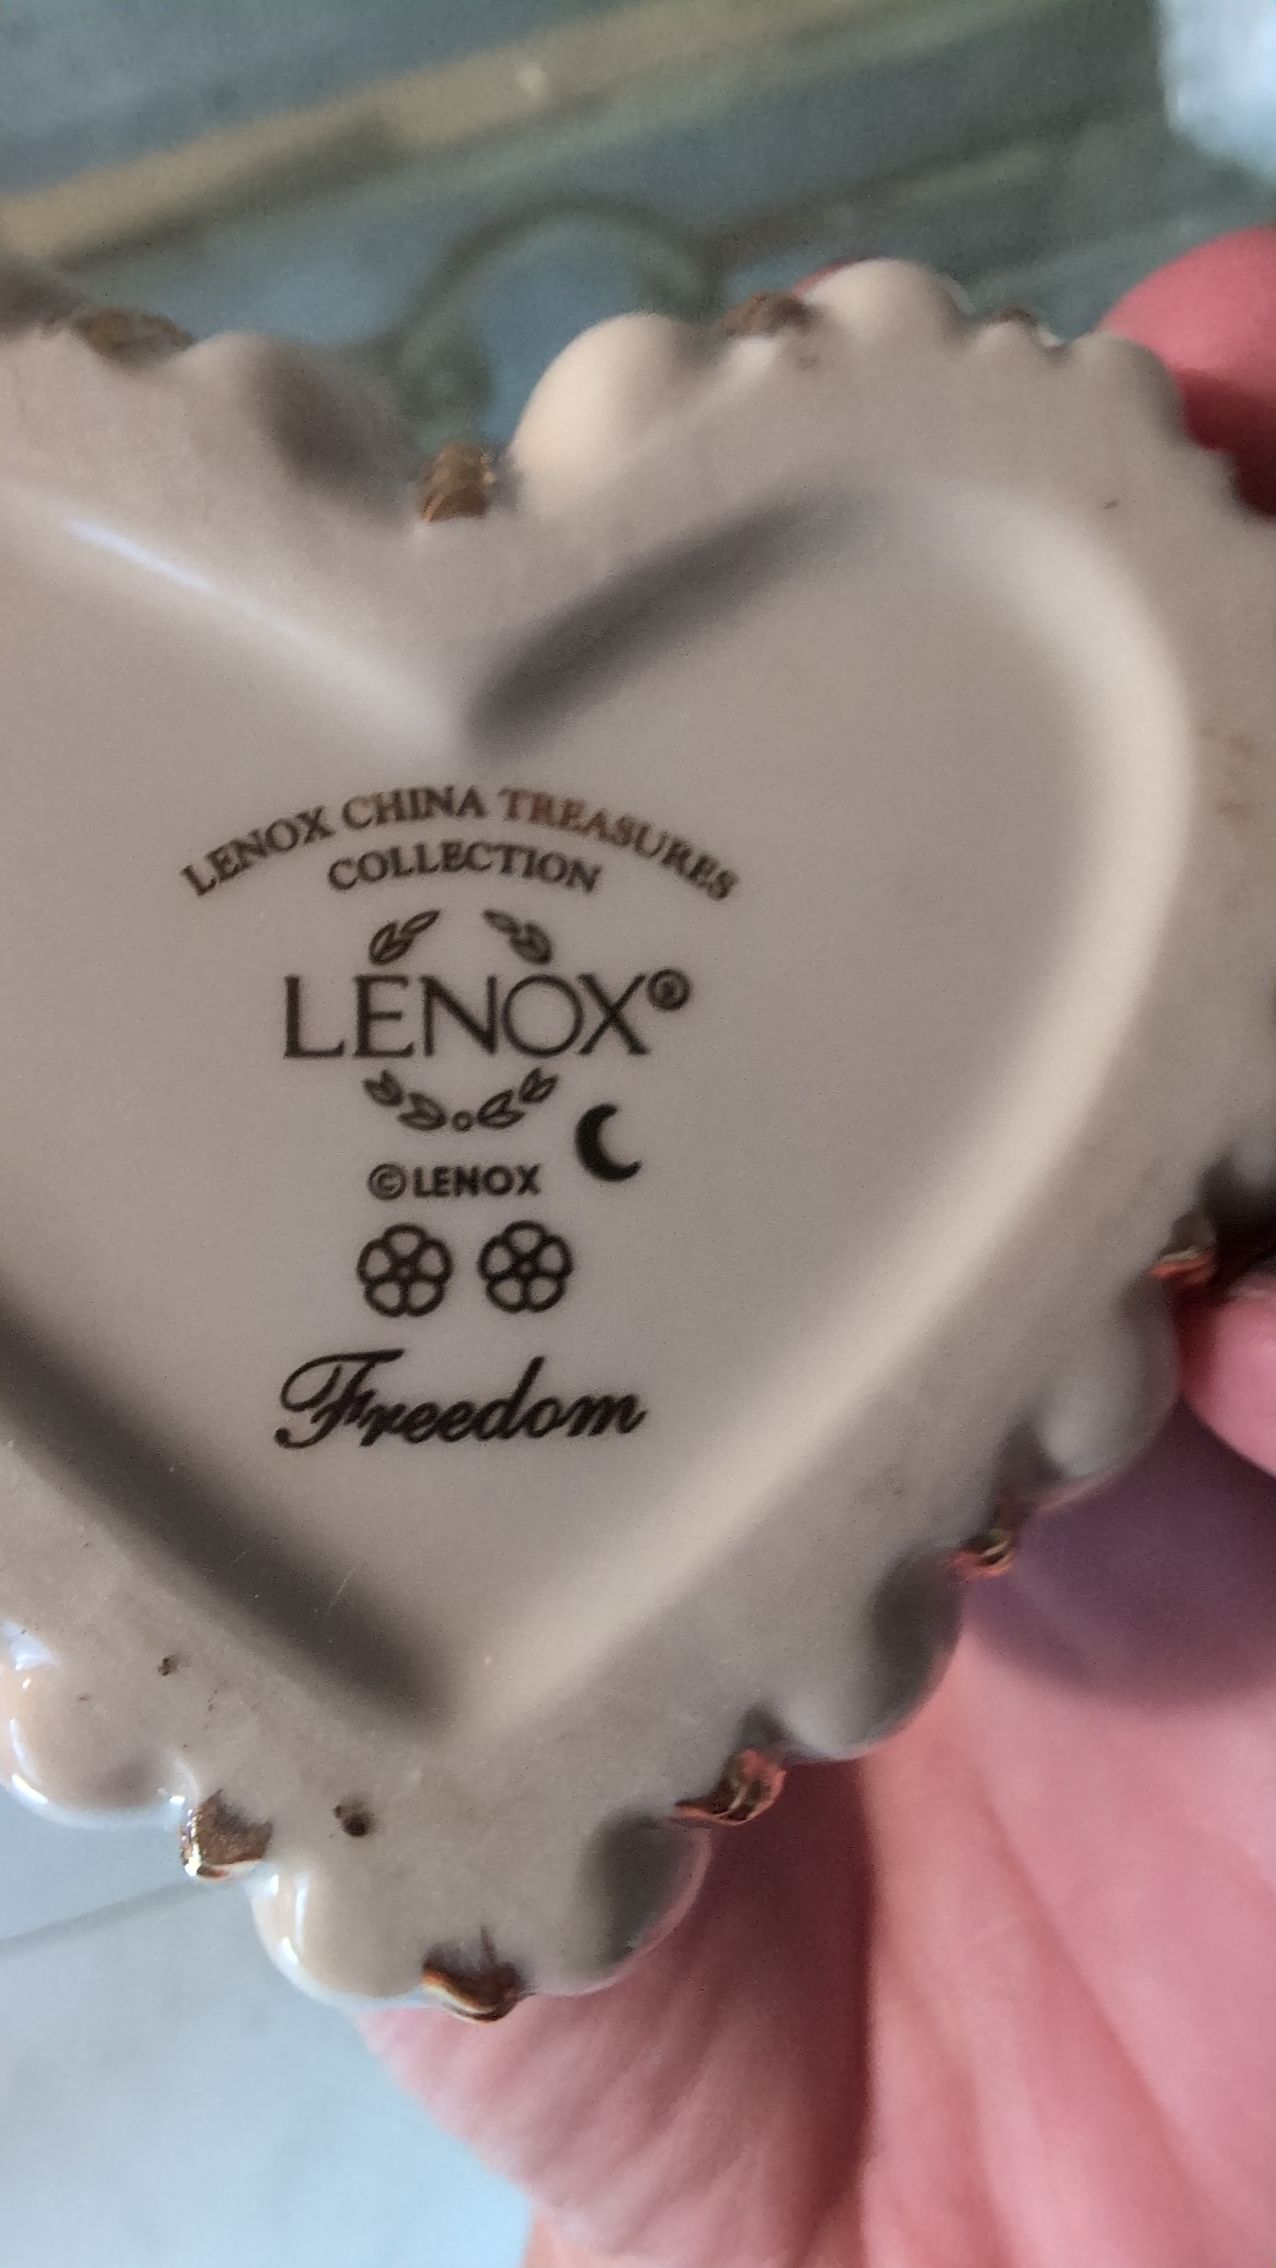 LENOX CHINA TREASURES
COLLECTION
LENOX®
©LENOX
Freedom